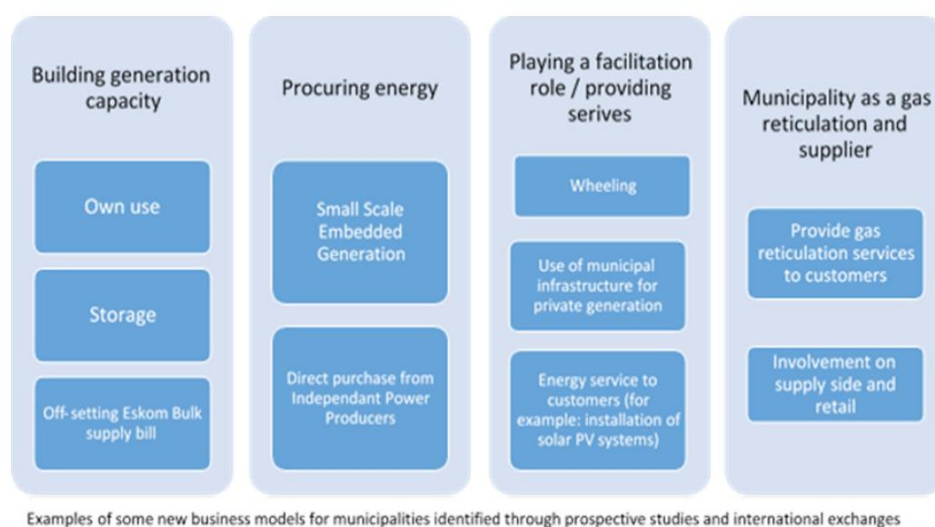 Building generation
capacity
Own use
Storage
Off-setting Eskom Bulk
supply bill
Procuring energy
Small Scale
Embedded
Generation
Direct purchase from
Independant Power
Producers
Playing a facilitation
role / providing
serives
Wheeling
Use of municipal
infrastructure for
private generation
Energy service to
customers (for
example: installation of
solar PV systems)
Municipality as a gas
reticulation and
supplier
Provide gas
reticulation services
to customers
Involvement on
supply side and
retail
Examples of some new business models for municipalities identified through prospective studies and international exchanges